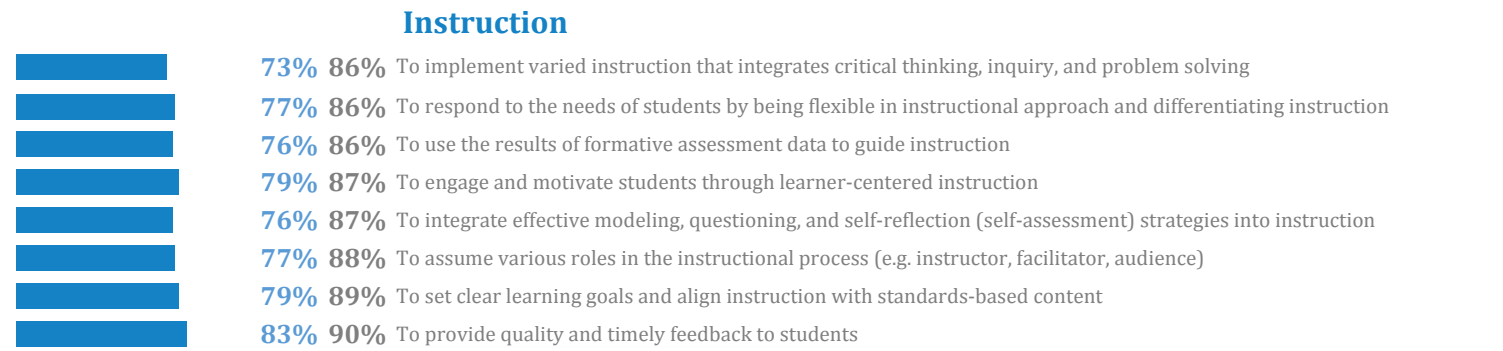 Instruction
73% 86% To implement varied instruction that integrates critical thinking, inquiry, and problem solving
77% 86% To respond to the needs of students by being flexible in instructional approach and differentiating instruction
76% 86% To use the results of formative assessment data to guide instruction
79% 87% To engage and motivate students through learner-centered instruction
76% 87% To integrate effective modeling, questioning, and self-reflection (self-assessment) strategies into instruction
77% 88% To assume various roles in the instructional process (e.g. instructor, facilitator, audience)
79% 89% To set clear learning goals and align instruction with standards-based content
83% 90% To provide quality and timely feedback to students